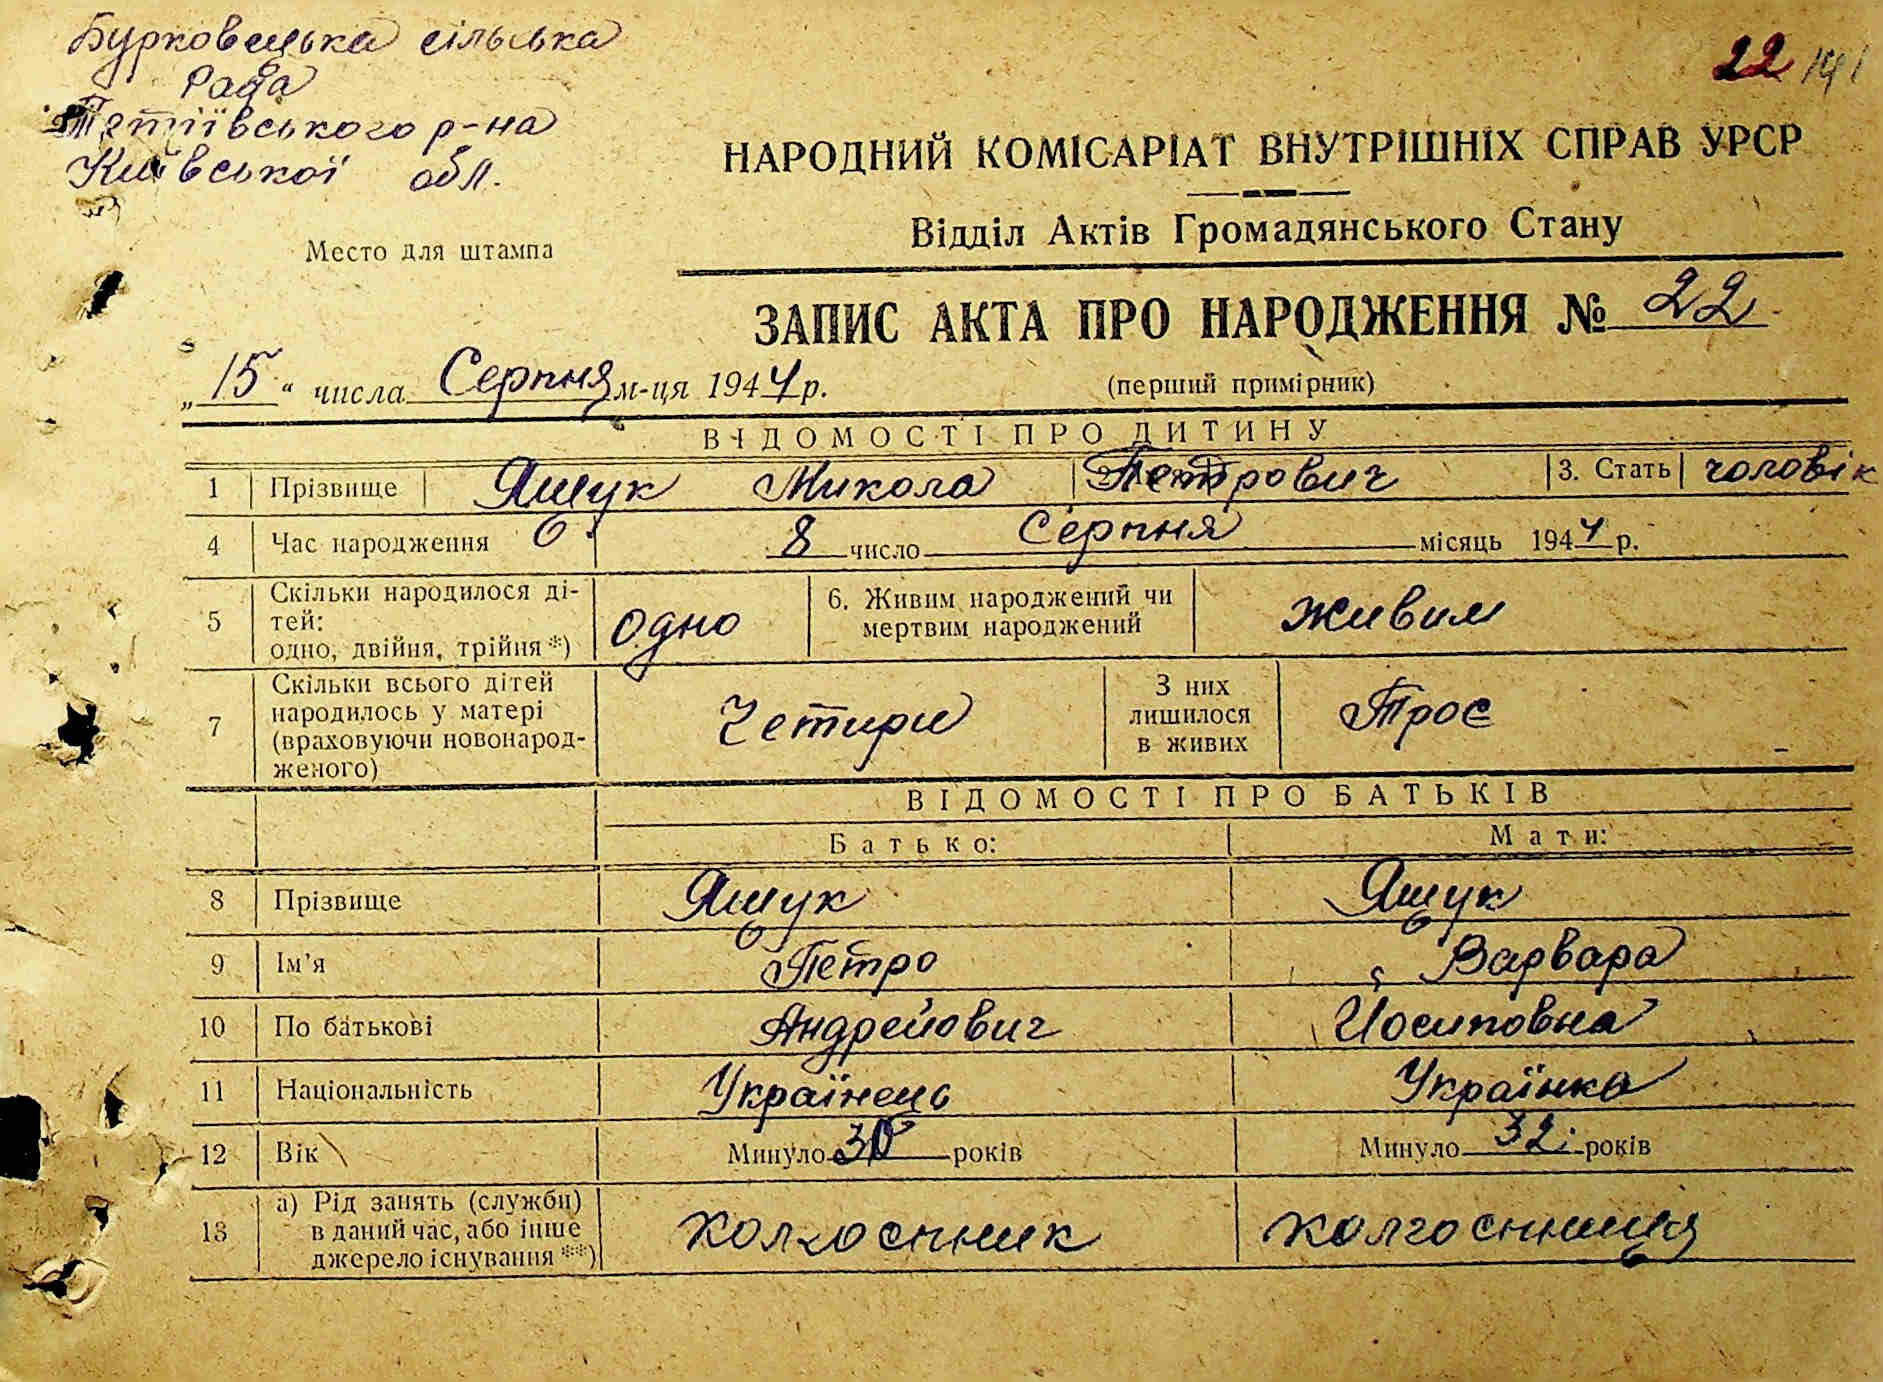 Бурковецька сільська
Рада
Тетіївського р-на
Київської обл.
22
НАРОДНИЙ КОМІСАРІАТ ВНУТРІШНІХ СПРАВ УРСР
Відділ Актів Громадянського Стану
Место для штампа
ЗАПИС АКТА ПРО НАРОДЖЕННЯ № 22
„15“ числа Серпня м-ця 1944 р. (перший примірник)
ВІДОМОСТІ ПРО ДИТИНУ
1 Прізвище Ящук Микола Петрович 3. Стать чоловік
4 Час народження 8 число Серпня місяць 1944 р.
5 Скільки народилося ді-
тей:
одно, двійня, трійня*) Одно 6. Живим народжений чи
мертвим народжений живим
7 Скільки всього дітей
народилось у матері
(враховуючи новонарод-
женого) Четири З них
лишилося
в живих Троє
ВІДОМОСТІ ПРО БАТЬКІВ
Батько: Мати:
8 Прізвище Ящук Ящук
9 Ім’я Петро Варвара
10 По батькові Андрейович Йосиповна
11 Національність Українець Українка
12 Вік Минуло років Минуло 32 років
13 а) Рід занять (служби)
в даний час, або інше
джерело існування **) колгоспник колгоспниця